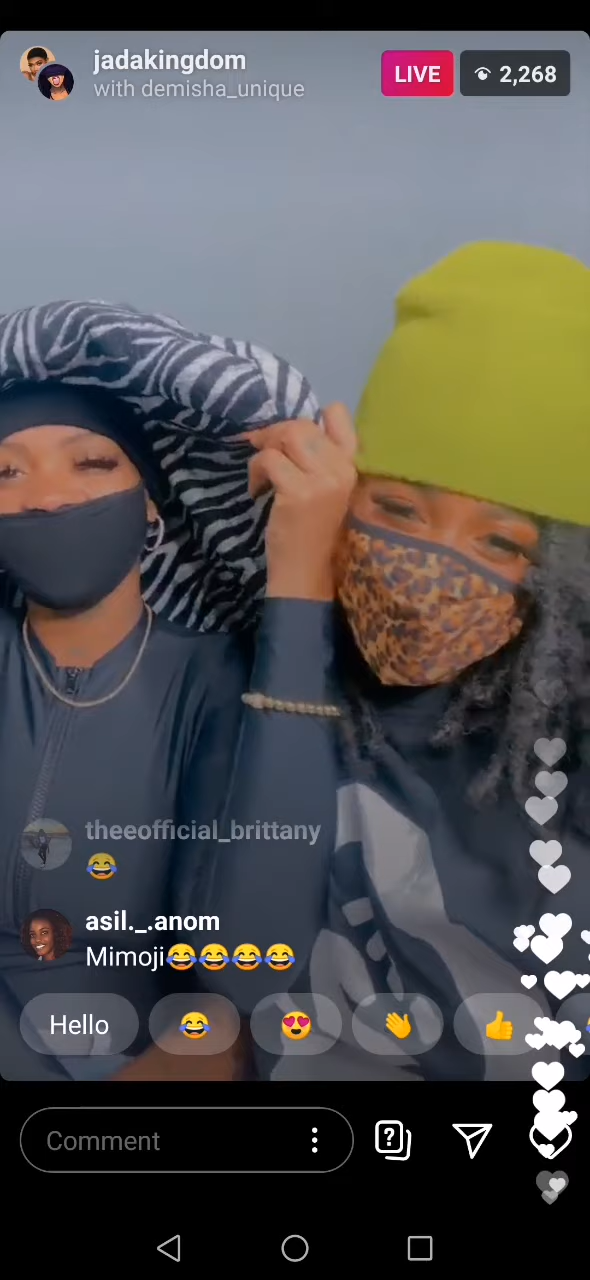 jadakingdom
with demisha_unique
LIVE
2,268
theeofficial_brittany
😂
asil._.anom
Mimoji😂😂😂😂
Hello
Comment